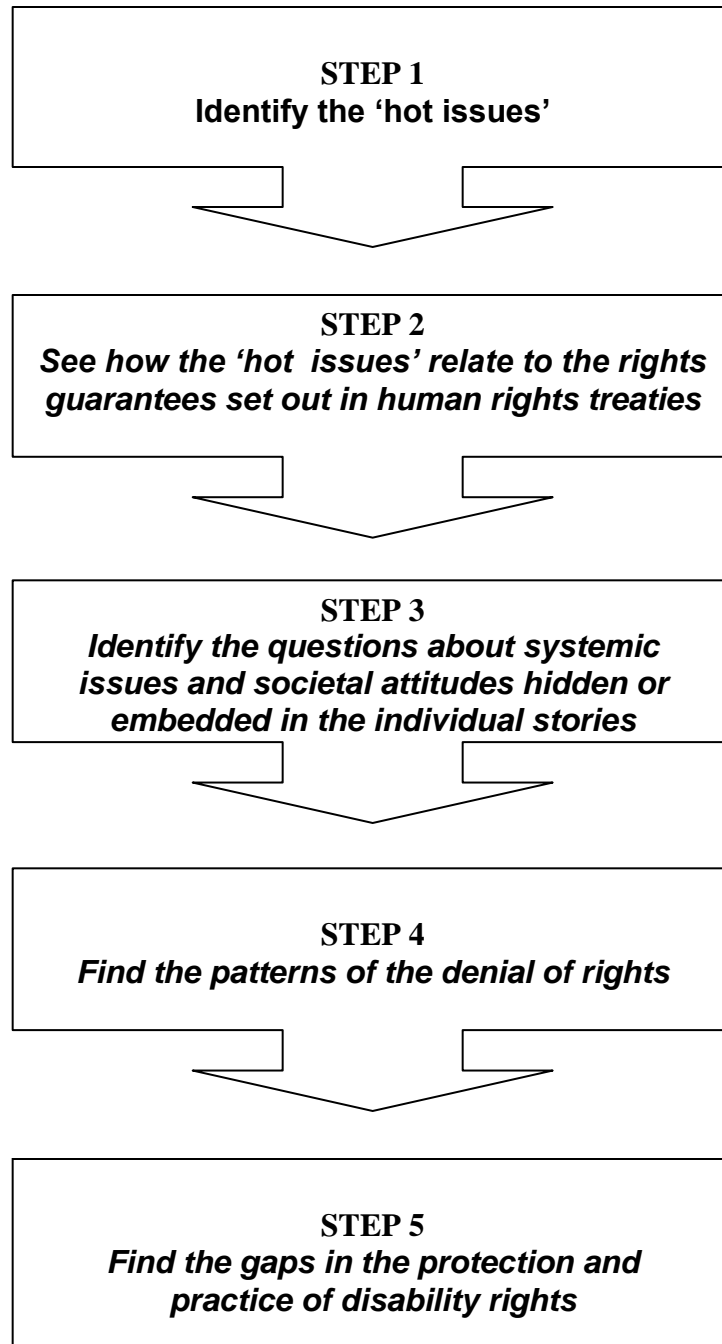 STEP 1
Identify the ‘hot issues’
STEP 2
See how the ‘hot  issues’ relate to the rights
guarantees set out in human rights treaties
STEP 3
Identify the questions about systemic
issues and societal attitudes hidden or
embedded in the individual stories
STEP 4
Find the patterns of the denial of rights
STEP 5
Find the gaps in the protection and
practice of disability rights